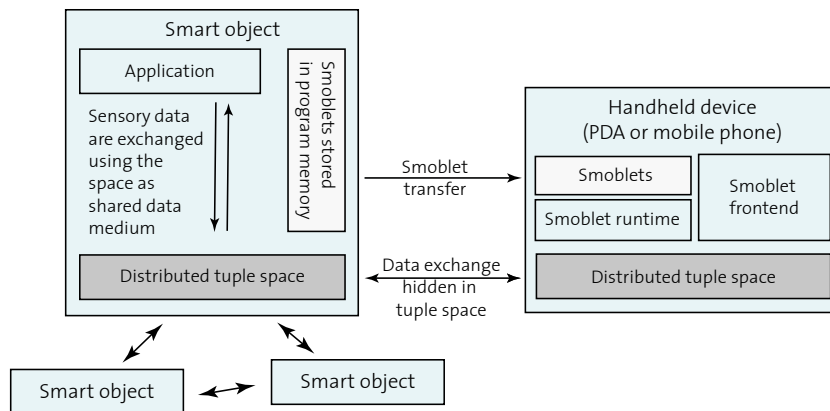 Smart object
Application
Sensory data
are exchanged
using the
space as
shared data
medium
Smoblets stored
in program memory
Distributed tuple space
Smoblet
transfer
Data exchange
hidden in
tuple space
Handheld device
(PDA or mobile phone)
Smoblets
Smoblet runtime
Smoblet
frontend
Distributed tuple space
Smart object
Smart object